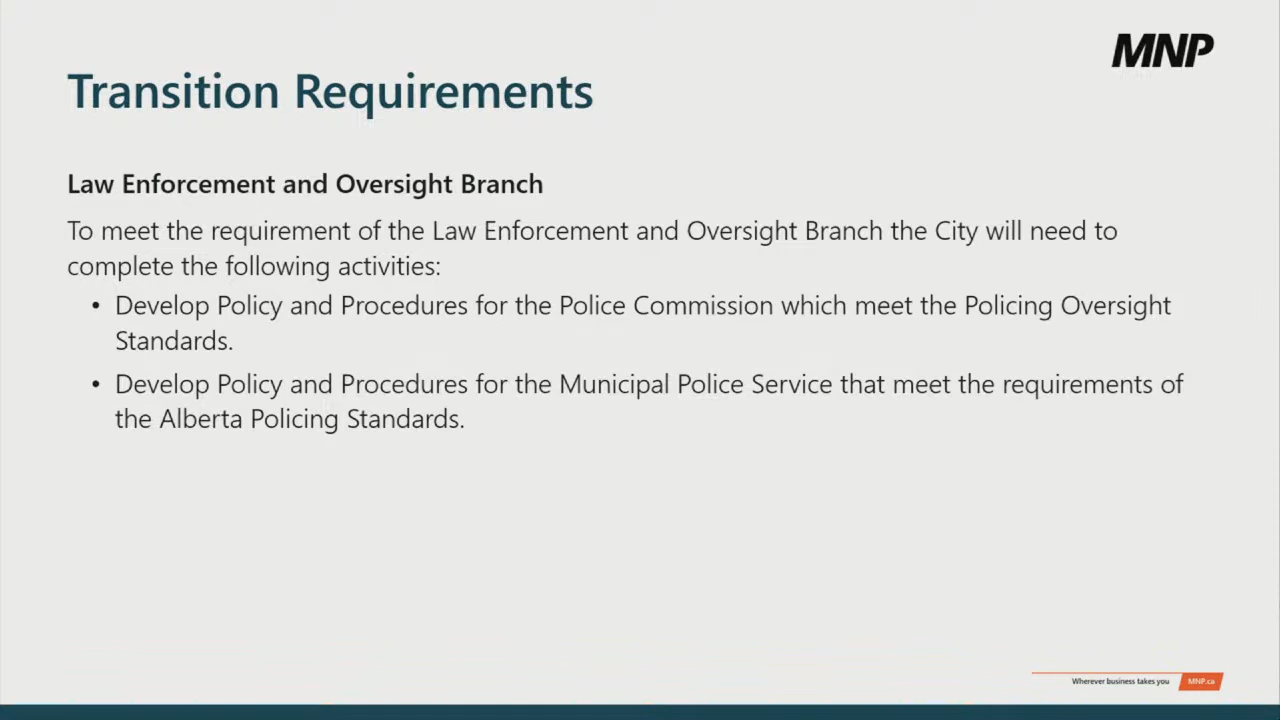 MNP
Transition Requirements
Law Enforcement and Oversight Branch
To meet the requirement of the Law Enforcement and Oversight Branch the City will need to
complete the following activities:
• Develop Policy and Procedures for the Police Commission which meet the Policing Oversight
Standards.
• Develop Policy and Procedures for the Municipal Police Service that meet the requirements of
the Alberta Policing Standards.
Wherever business takes you MNP.ca